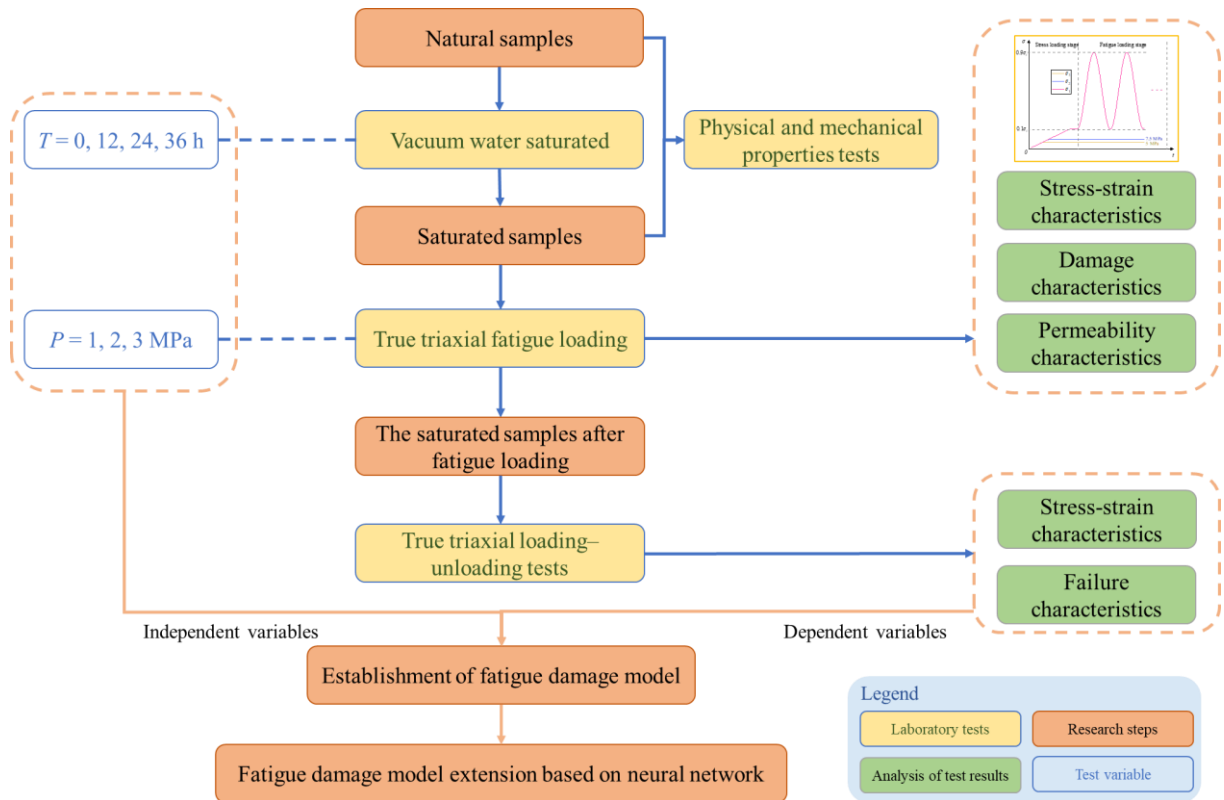 Natural samples
T = 0, 12, 24, 36 h
Vacuum water saturated
Physical and mechanical
properties tests
Saturated samples
P = 1, 2, 3 MPa
True triaxial fatigue loading
Stress loading stage
Fatigue loading stage
Stress-strain
characteristics
Damage
characteristics
Permeability
characteristics
The saturated samples after
fatigue loading
True triaxial loading–
unloading tests
Stress-strain
characteristics
Failure
characteristics
Independent variables
Dependent variables
Establishment of fatigue damage model
Fatigue damage model extension based on neural network
Legend
Laboratory tests
Research steps
Analysis of test results
Test variable